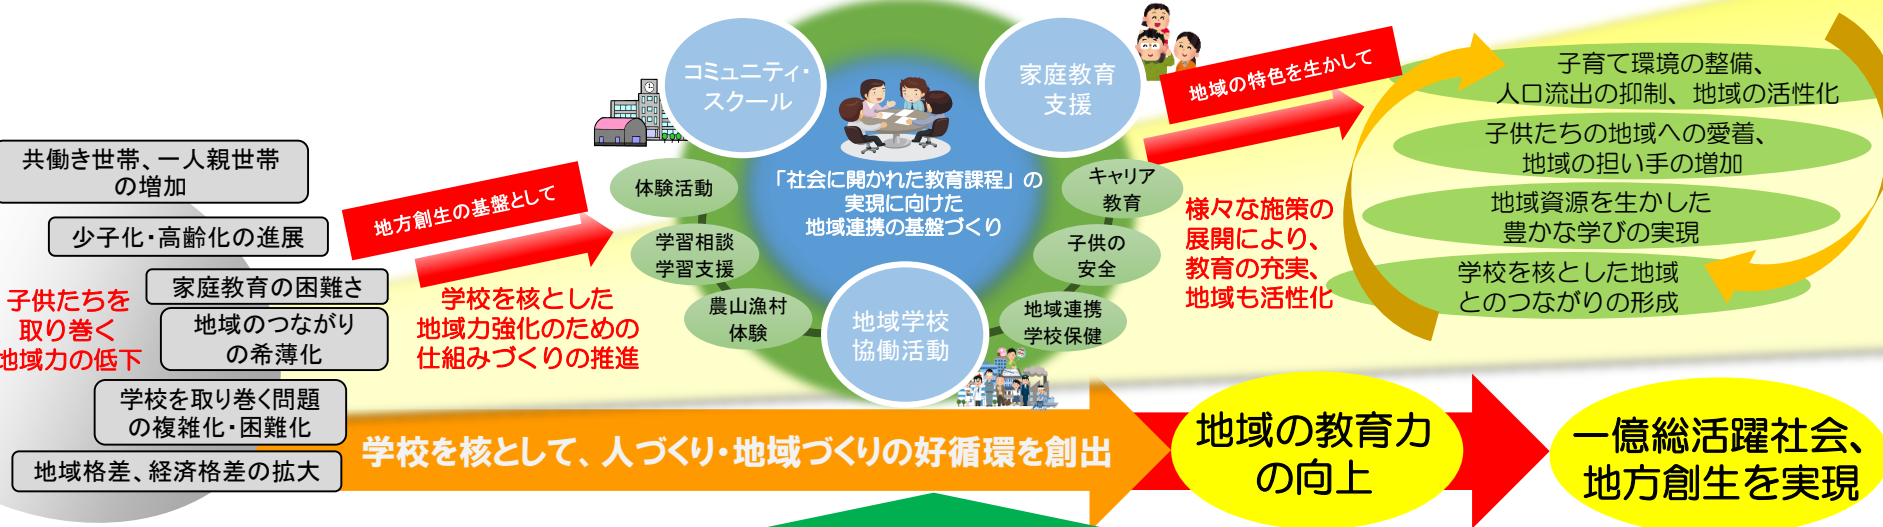 共働き世帯、一人親世帯
の増加
少子化・高齢化の進展
家庭教育の困難さ
地域のつながり
の希薄化
学校を取り巻く問題
の複雑化・困難化
地域格差、経済格差の拡大
子供たちを
取り巻く
地域力の低下
地方創生の基盤として
学校を核とした
地域力強化のための
仕組みづくりの推進
コミュニティ・
スクール
家庭教育
支援
「社会に開かれた教育課程」の
実現に向けた
地域連携の基盤づくり
体験活動
学習相談
学習支援
農山漁村
体験
地域学校
協働活動
キャリア
教育
子供の
安全
地域連携
学校保健
地域の特色を生かして
様々な施策の
展開により、
教育の充実、
地域も活性化
子育て環境の整備、
人口流出の抑制、地域の活性化
子供たちの地域への愛着、
地域の担い手の増加
地域資源を生かした
豊かな学びの実現
学校を核とした地域
とのつながりの形成
学校を核として、人づくり・地域づくりの好循環を創出
地域の教育力
の向上
一億総活躍社会、
地方創生を実現